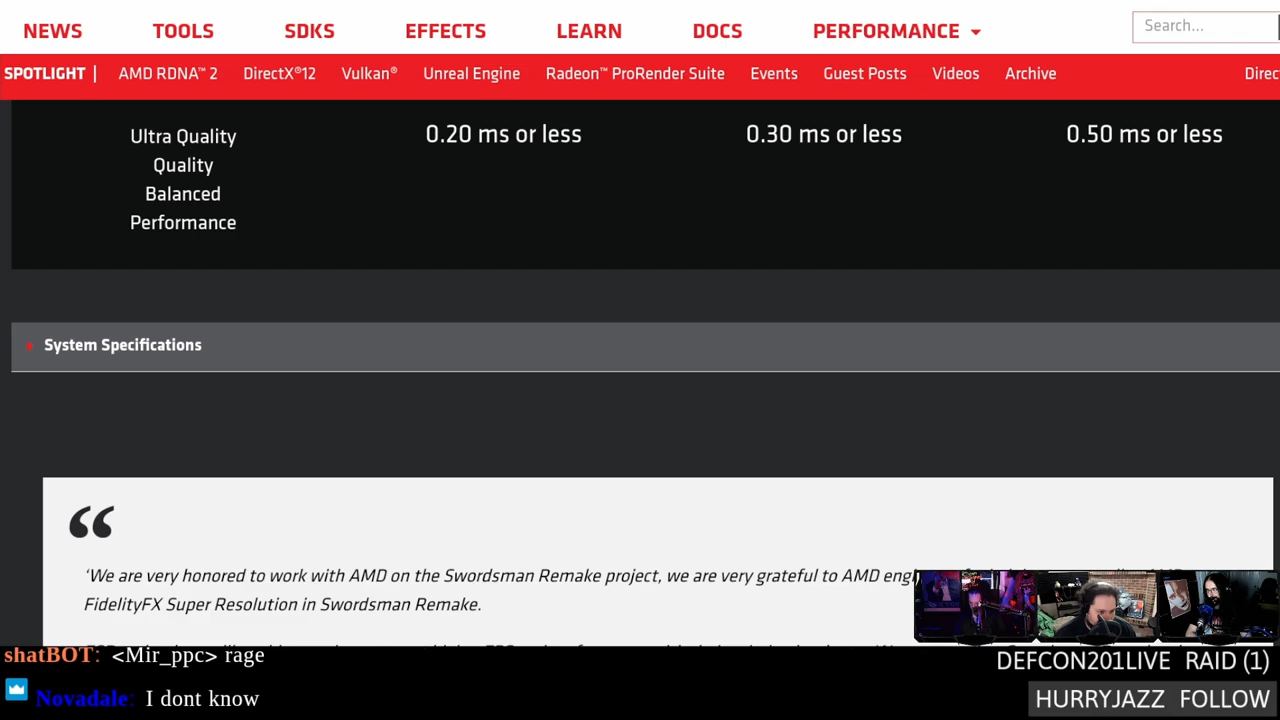 NEWS TOOLS SDKS EFFECTS LEARN DOCS PERFORMANCE Search...
SPOTLIGHT | AMD RDNA™ 2 DirectX®12 Vulkan® Unreal Engine Radeon™ ProRender Suite Events Guest Posts Videos Archive Direc
Ultra Quality 0.20 ms or less 0.30 ms or less 0.50 ms or less
Quality
Balanced
Performance
System Specifications
“
‘We are very honored to work with AMD on the Swordsman Remake project, we are very grateful to AMD eng
FidelityFX Super Resolution in Swordsman Remake.
shatBOT: <Mir_ppc> rage
DEFCON201LIVE RAID (1)
Novadale: I dont know
HURRYJAZZ FOLLOW